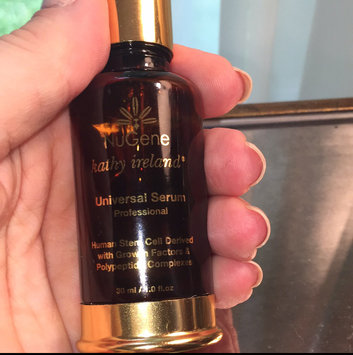 NuGene
kathy ireland®
Universal Serum
Professional
Human Stem Cell Derived
with Growth Factors &
Polypeptide Complexes
30 ml / 1.0 fl.oz